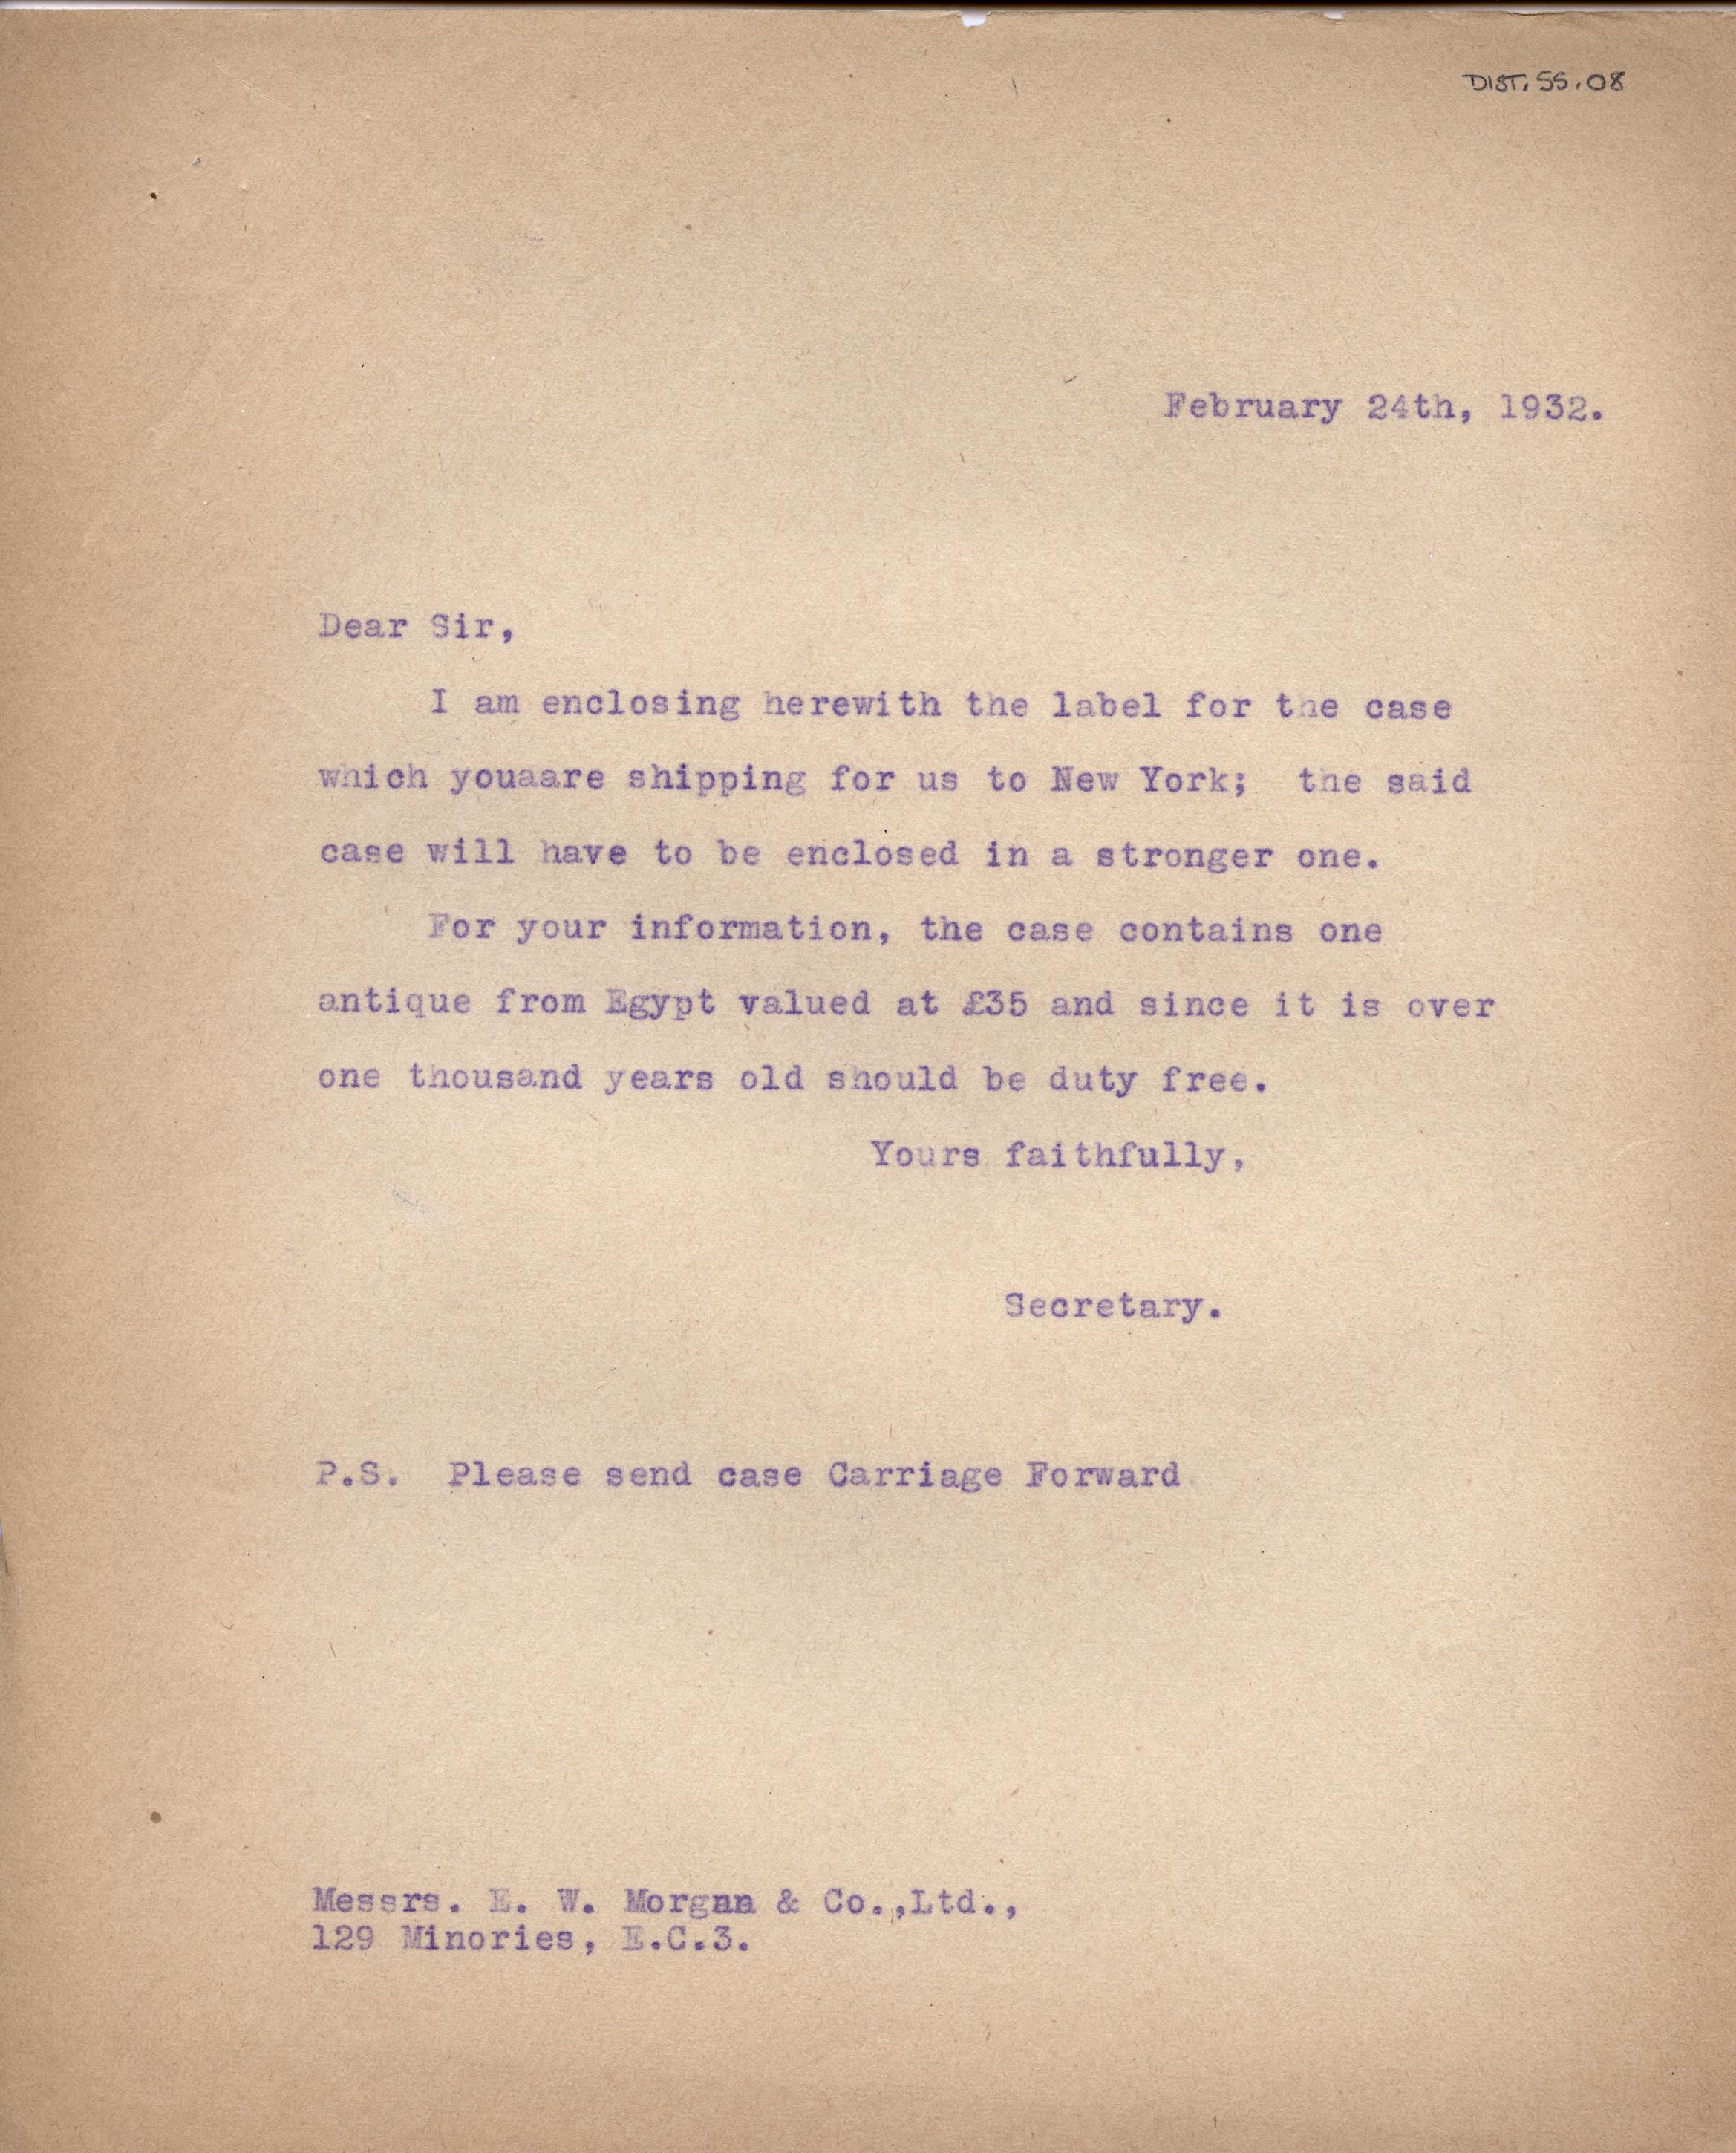 DIST. 55.08
February 24th, 1932.
Dear Sir,
I am enclosing herewith the label for the case
which youaare shipping for us to New York; the said
case will have to be enclosed in a stronger one.
For your information, the case contains one
antique from Egypt valued at £35 and since it is over
one thousand years old should be duty free.
Yours faithfully,
Secretary.
P.S. Please send case Carriage Forward
Messrs. E. W. Morgan & Co.,Ltd.,
129 Minories, E.C.3.